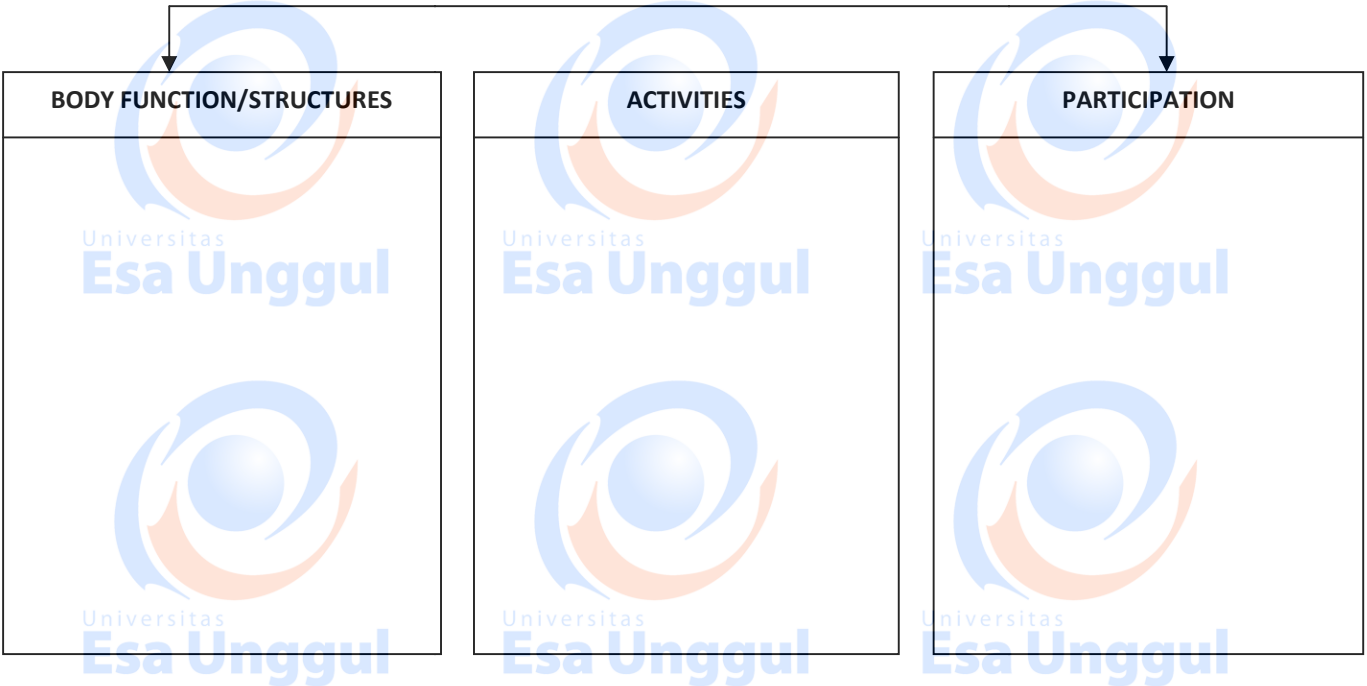 BODY FUNCTION/STRUCTURES
ACTIVITIES
PARTICIPATION
Universitas
Esa Unggul
Universitas
Esa Unggul
Universitas
Esa Unggul
Universitas
Esa Unggul
Universitas
Esa Unggul
Universitas
Esa Unggul